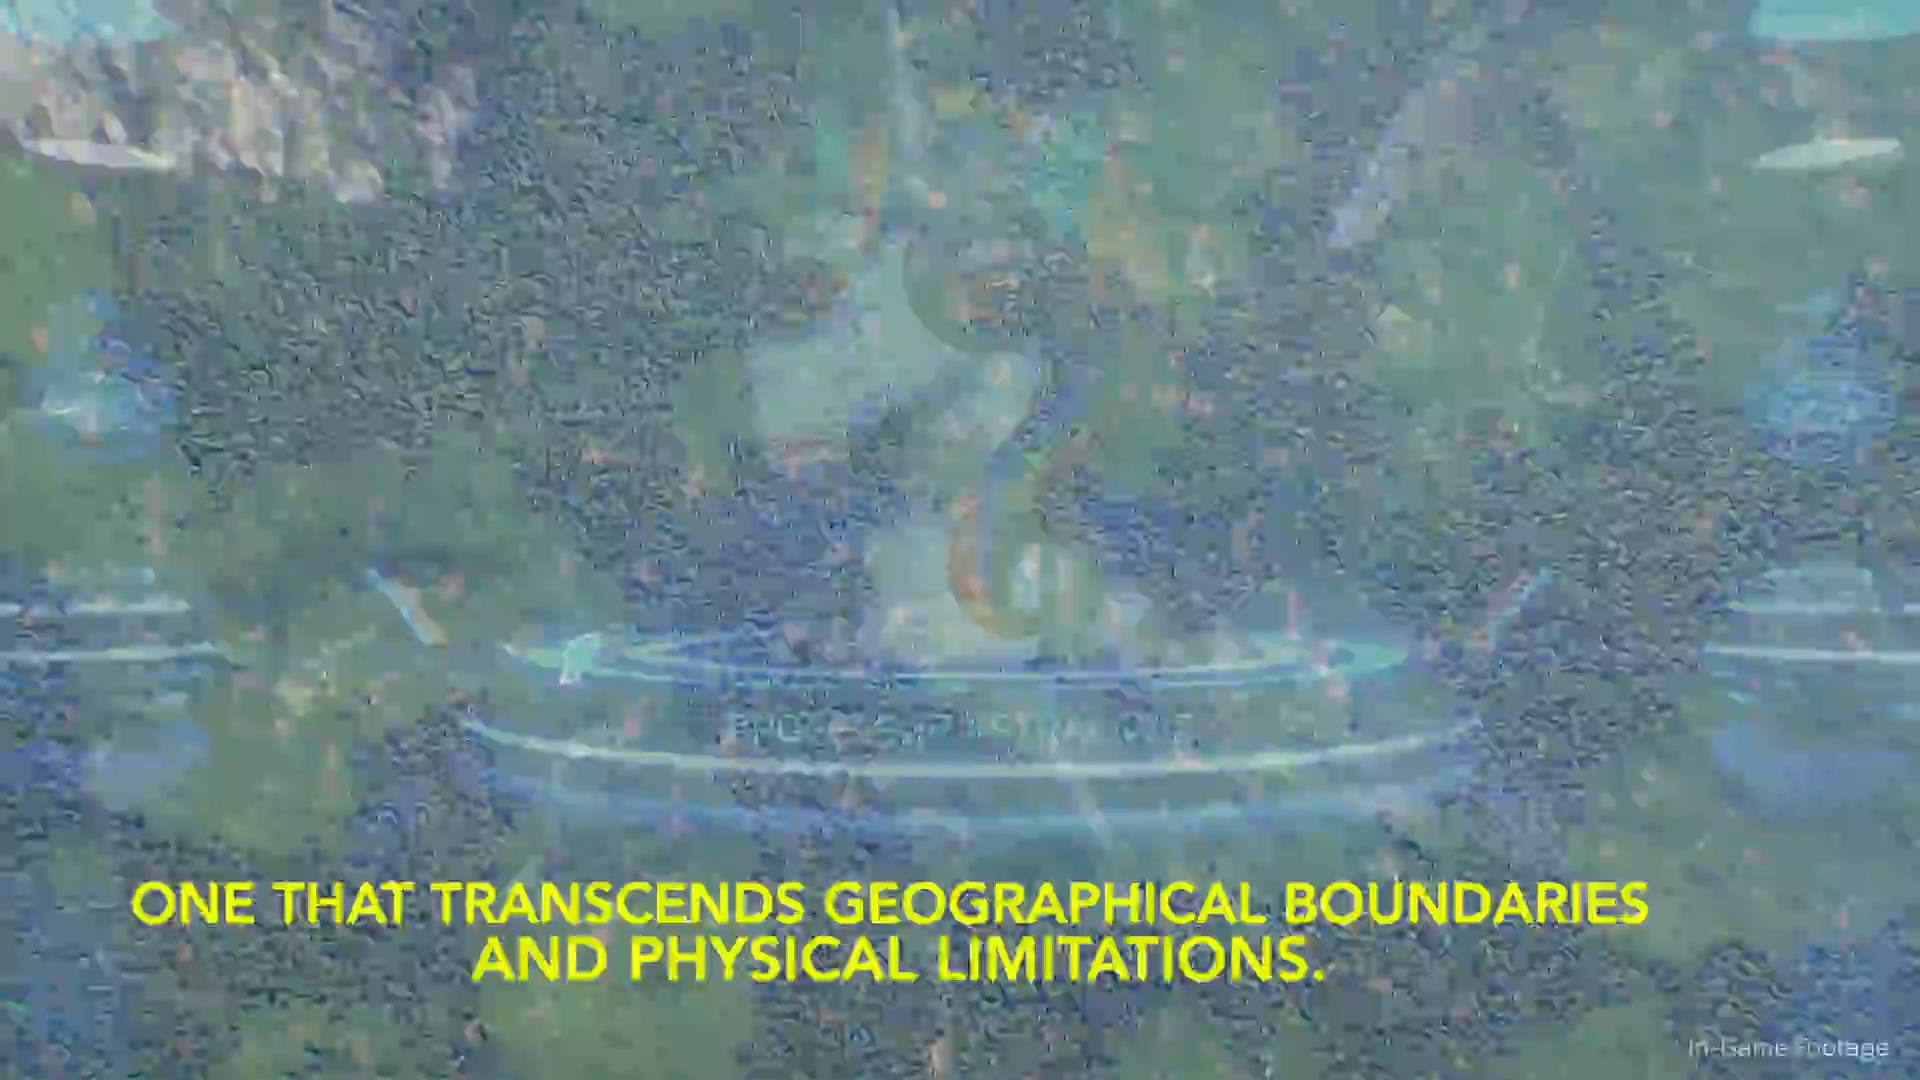 ONE THAT TRANSCENDS GEOGRAPHICAL BOUNDARIES
AND PHYSICAL LIMITATIONS.
In-Game Footage